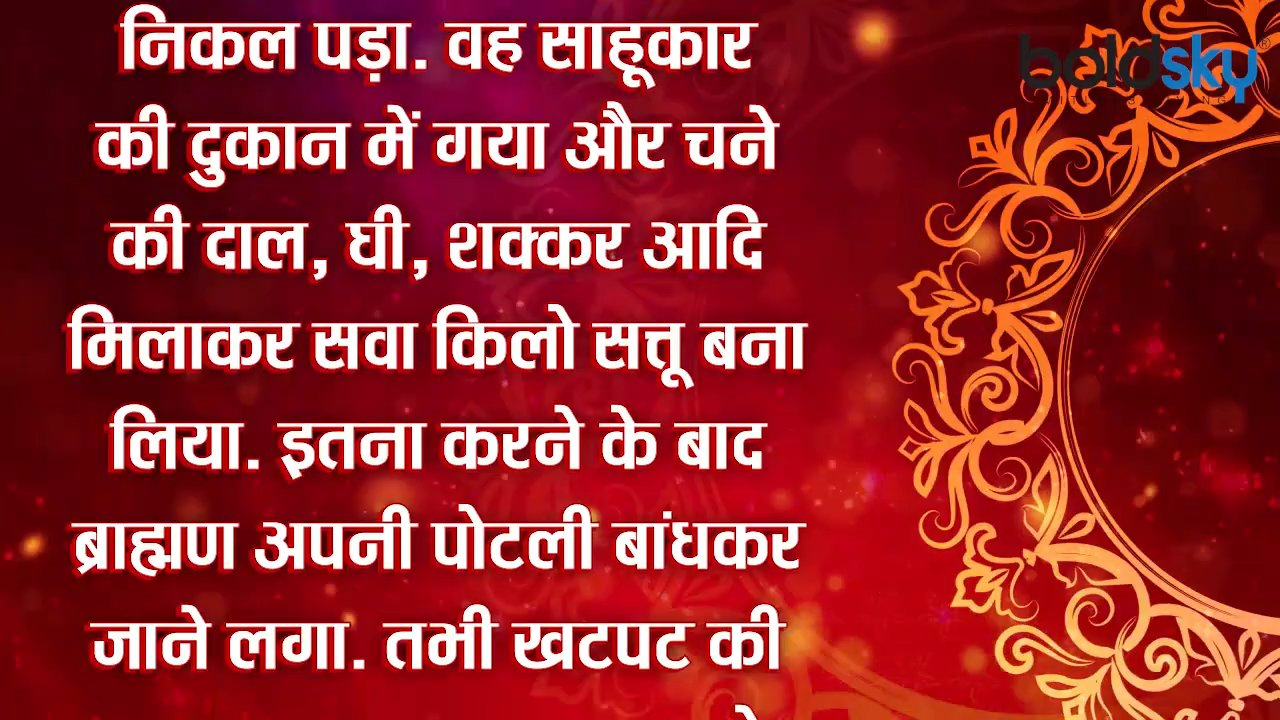 निकल पड़ा. वह साहूकार
boldsky®
की दुकान में गया और चने
की दाल, घी, शक्कर आदि
मिलाकर सवा किलो सत्तू बना
लिया. इतना करने के बाद
ब्राह्मण अपनी पोटली बांधकर
जाने लगा. तभी खटपट की